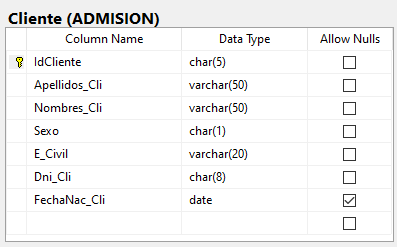 Cliente (ADMISION)
Column Name Data Type Allow Nulls
IdCliente char(5)
Apellidos_Cli varchar(50)
Nombres_Cli varchar(50)
Sexo char(1)
E_Civil varchar(20)
Dni_Cli char(8)
FechaNac_Cli date